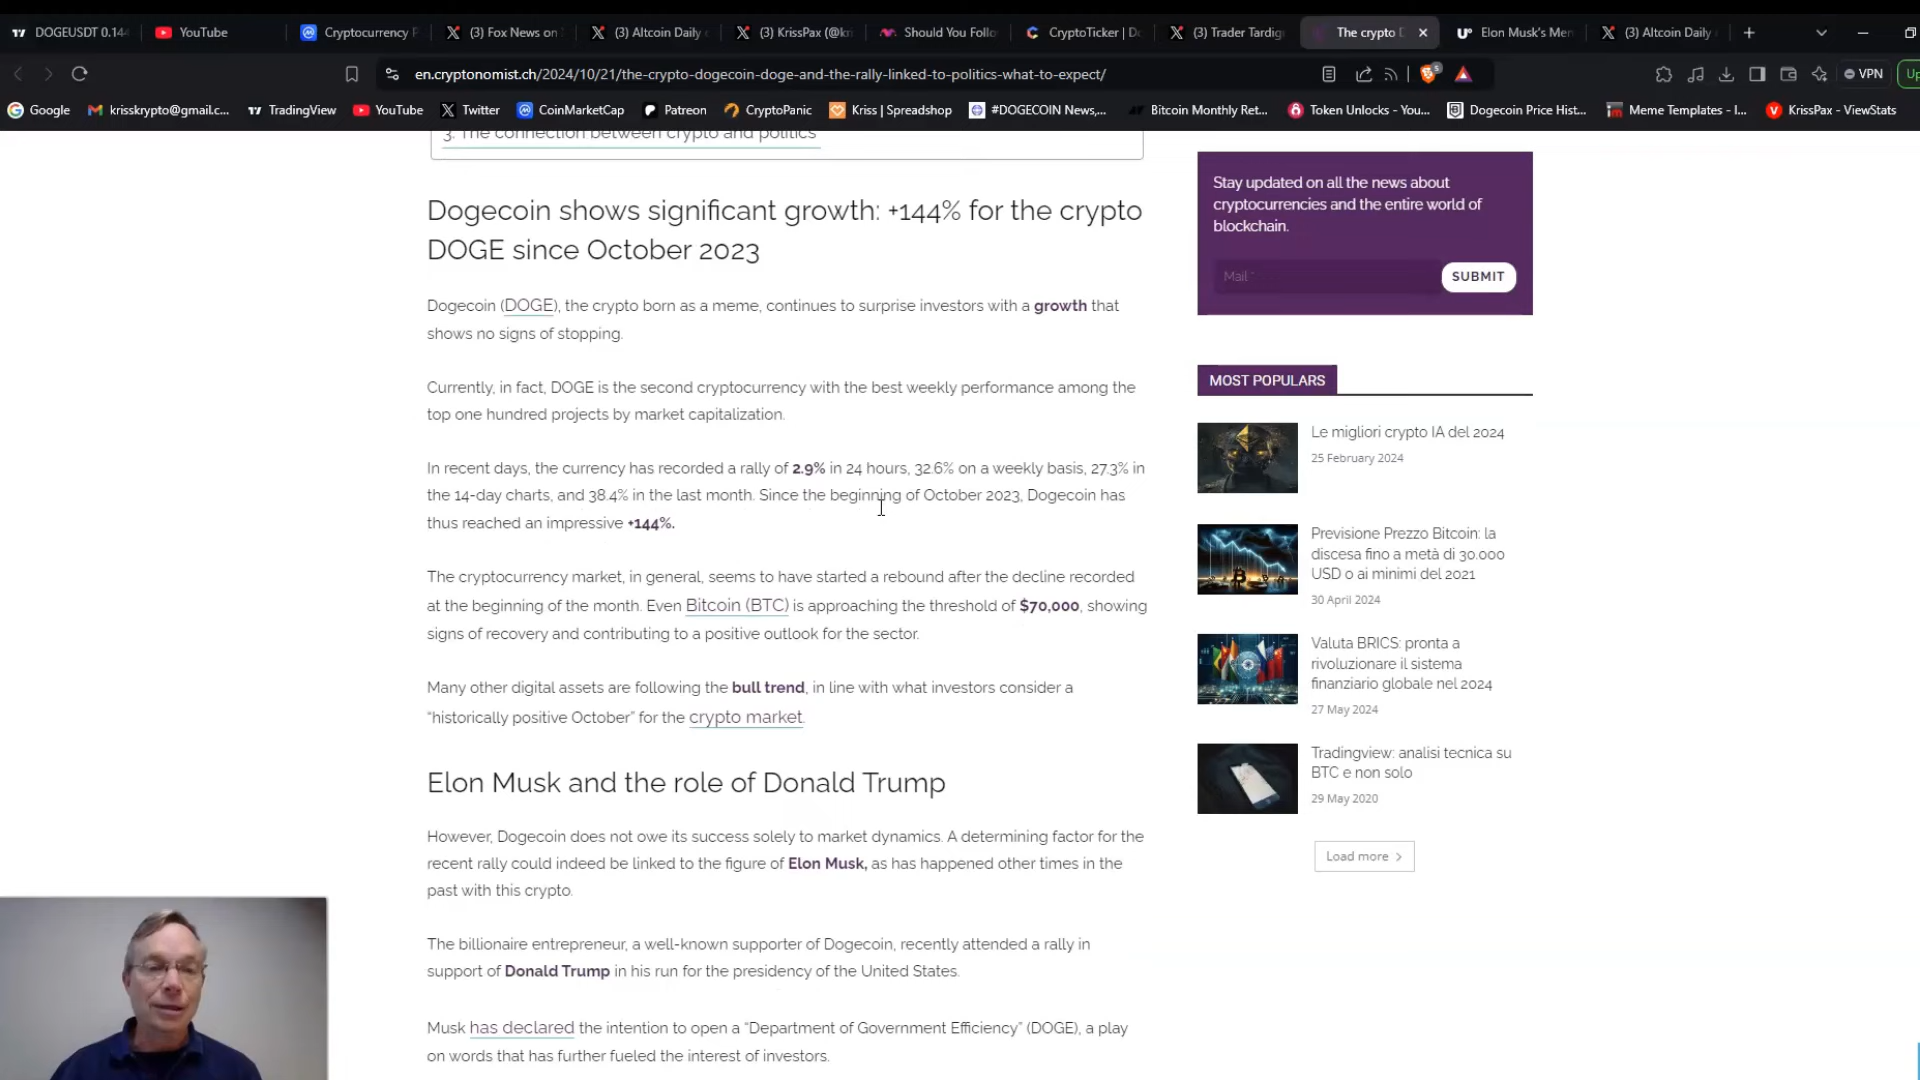 DOGEUSDT 0.144
YouTube
Cryptocurrency P
(3) Fox News on
(3) Altcoin Daily
(3) KrissPax (@kr
Should You Follo
CryptoTicker | Do
(3) Trader Tardig
The crypto D
Elon Musk's Mem
(3) Altcoin Daily
en.cryptonomist.ch/2024/10/21/the-crypto-dogecoin-doge-and-the-rally-linked-to-politics-what-to-expect/
5
VPN
Up
Google
krisskrypto@gmail.c...
TradingView
YouTube
Twitter
CoinMarketCap
Patreon
CryptoPanic
Kriss | Spreadshop
#DOGECOIN News,...
Bitcoin Monthly Ret...
Token Unlocks - You...
Dogecoin Price Hist...
Meme Templates - I...
KrissPax - ViewStats
3. The connection between crypto and politics
Dogecoin shows significant growth: +144% for the crypto
DOGE since October 2023
Dogecoin (DOGE), the crypto born as a meme, continues to surprise investors with a growth that
shows no signs of stopping.
Currently, in fact, DOGE is the second cryptocurrency with the best weekly performance among the
top one hundred projects by market capitalization.
In recent days, the currency has recorded a rally of 2.9% in 24 hours, 32.6% on a weekly basis, 27.3% in
the 14-day charts, and 38.4% in the last month. Since the beginning of October 2023, Dogecoin has
thus reached an impressive +144%.
The cryptocurrency market, in general, seems to have started a rebound after the decline recorded
at the beginning of the month. Even Bitcoin (BTC) is approaching the threshold of $70,000, showing
signs of recovery and contributing to a positive outlook for the sector.
Many other digital assets are following the bull trend, in line with what investors consider a
“historically positive October” for the crypto market.
Elon Musk and the role of Donald Trump
However, Dogecoin does not owe its success solely to market dynamics. A determining factor for the
recent rally could indeed be linked to the figure of Elon Musk, as has happened other times in the
past with this crypto.
The billionaire entrepreneur, a well-known supporter of Dogecoin, recently attended a rally in
support of Donald Trump in his run for the presidency of the United States.
Musk has declared the intention to open a “Department of Government Efficiency” (DOGE), a play
on words that has further fueled the interest of investors.
Stay updated on all the news about
cryptocurrencies and the entire world of
blockchain.
Mail *
SUBMIT
MOST POPULARS
Le migliori crypto IA del 2024
25 February 2024
Previsione Prezzo Bitcoin: la
discesa fino a metà di 30.000
USD o ai minimi del 2021
30 April 2024
Valuta BRICS: pronta a
rivoluzionare il sistema
finanziario globale nel 2024
27 May 2024
Tradingview: analisi tecnica su
BTC e non solo
29 May 2020
Load more